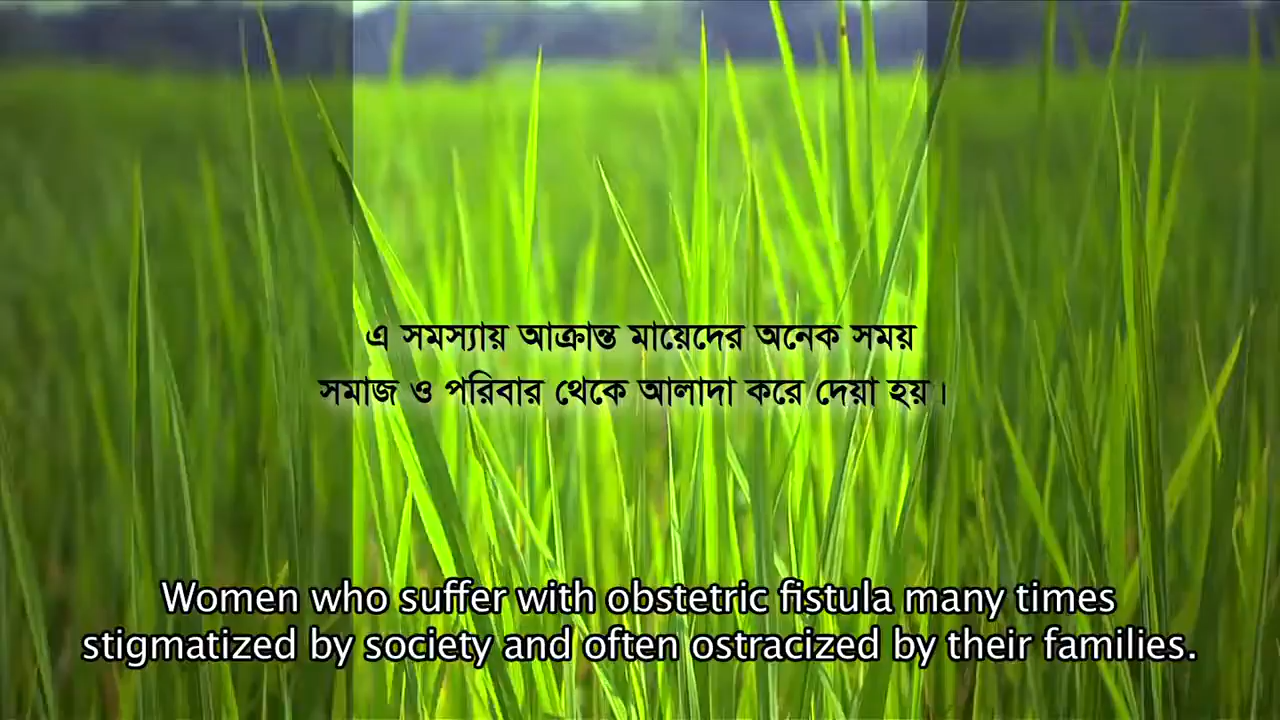 এ সমস্যায় আক্রান্ত মায়েদের অনেক সময়
সমাজ ও পরিবার থেকে আলাদা করে দেয়া হয়।
Women who suffer with obstetric fistula many times
stigmatized by society and often ostracized by their families.